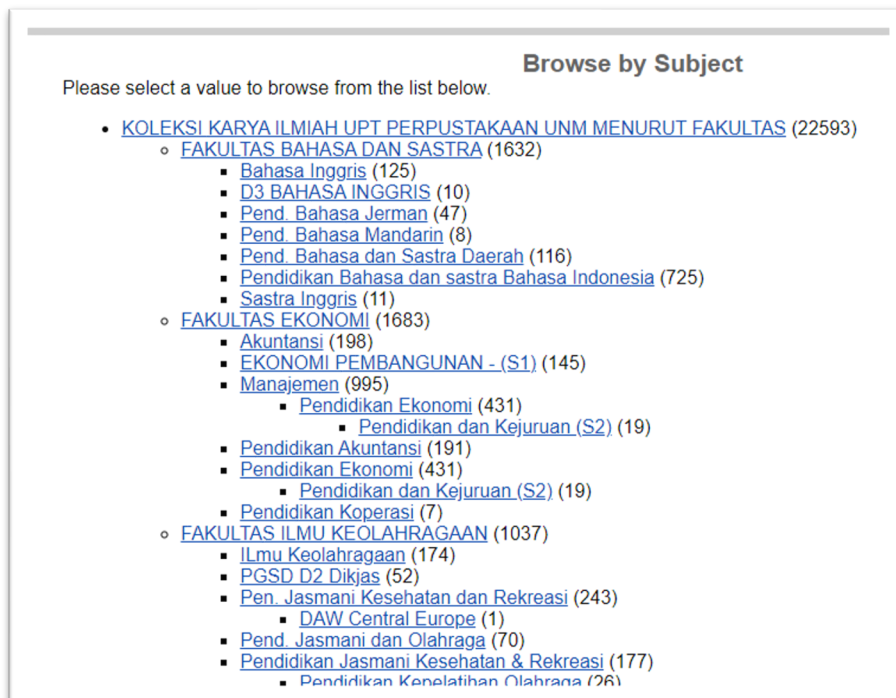 Browse by Subject
Please select a value to browse from the list below.
KOLEKSI KARYA ILMIAH UPT PERPUSTAKAAN UNM MENURUT FAKULTAS (22593)
FAKULTAS BAHASA DAN SASTRA (1632)
Bahasa Inggris (125)
D3 BAHASA INGGRIS (10)
Pend. Bahasa Jerman (47)
Pend. Bahasa Mandarin (8)
Pend. Bahasa dan Sastra Daerah (116)
Pendidikan Bahasa dan sastra Bahasa Indonesia (725)
Sastra Inggris (11)
FAKULTAS EKONOMI (1683)
Akuntansi (198)
EKONOMI PEMBANGUNAN - (S1) (145)
Manajemen (995)
Pendidikan Ekonomi (431)
Pendidikan dan Kejuruan (S2) (19)
Pendidikan Akuntansi (191)
Pendidikan Ekonomi (431)
Pendidikan dan Kejuruan (S2) (19)
Pendidikan Koperasi (7)
FAKULTAS ILMU KEOLAHRAGAAN (1037)
ILmu Keolahragaan (174)
PGSD D2 Dikjas (52)
Pen. Jasmani Kesehatan dan Rekreasi (243)
DAW Central Europe (1)
Pend. Jasmani dan Olahraga (70)
Pendidikan Jasmani Kesehatan & Rekreasi (177)
Pendidikan Kepelatihan Olahraga (26)